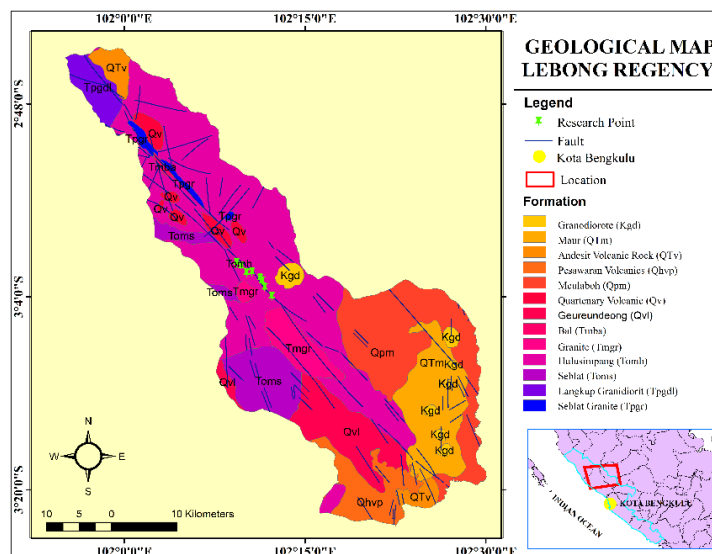 102°0'0"E
102°15'0"E
102°30'0"E
2°48'0"S
3°4'0"S
3°20'0"S
QTv
Tpgdl
Qv
Tpgr
Tpgr
Qv
Qv
Qv
Tpgr
Qv
Qv
Toms
Tomh
Kgd
Toms
Tmgr
Tmgr
Qpm
Kgd
QTm
Kgd
Kgd
Qvl
Toms
Kgd
Qvl
Kgd
Kgd
QTv
Qhvp
N
W
E
S
10
5
0
10 Kilometers
GEOLOGICAL MAP
LEBONG REGENCY
Legend
Research Point
Fault
Kota Bengkulu
Location
Formation
Granodiorote (Kgd)
Maur (QTm)
Andesit Volcanic Rock (QTv)
Pesawaran Volcanics (Qhvp)
Meulaboh (Qpm)
Quartenary Volcanic (Qv)
Geureundeong (Qvl)
Bal (Tmba)
Granite (Tmgr)
Hulusimpang (Tomh)
Seblat (Toms)
Langkup Granidiorit (Tpgdl)
Seblat Granite (Tpgr)
KOTA BENGKULU
INDIAN OCEAN